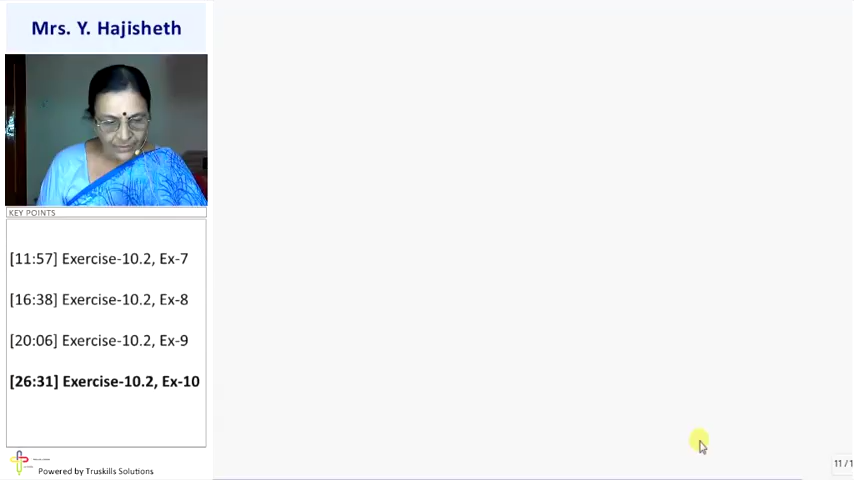 Mrs. Y. Hajisheth
KEY POINTS
[11:57] Exercise-10.2, Ex-7
[16:38] Exercise-10.2, Ex-8
[20:06] Exercise-10.2, Ex-9
[26:31] Exercise-10.2, Ex-10
Powered by Truskills Solutions
11/1